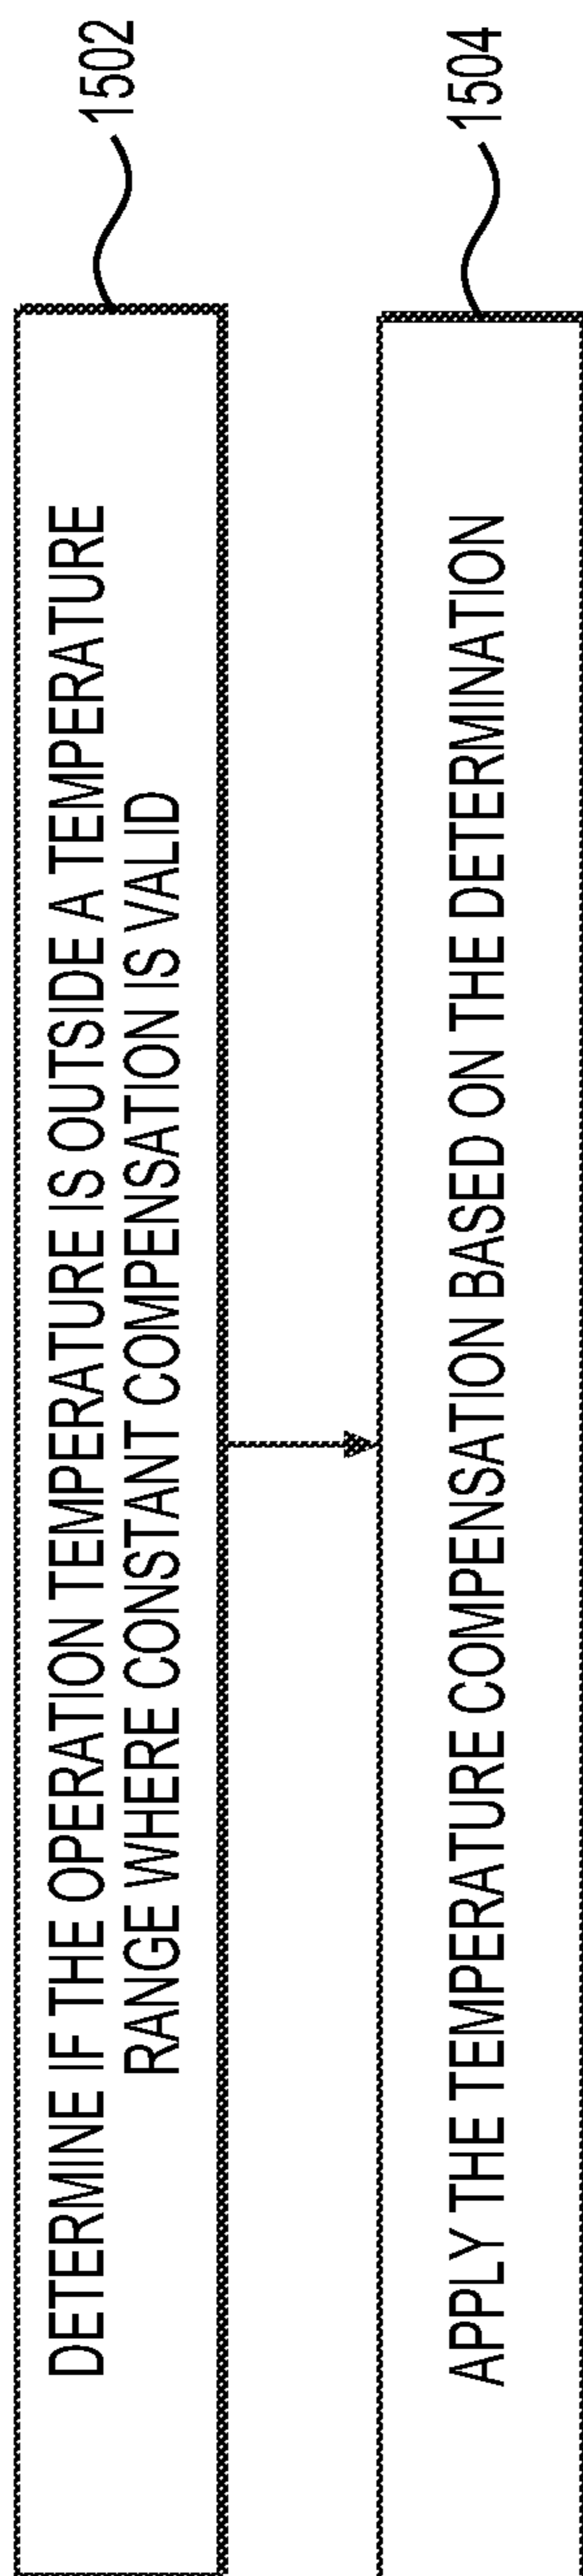 DETERMINE IF THE OPERATION TEMPERATURE IS OUTSIDE A TEMPERATURE
RANGE WHERE CONSTANT COMPENSATION IS VALID
1502
APPLY THE TEMPERATURE COMPENSATION BASED ON THE DETERMINATION
1504